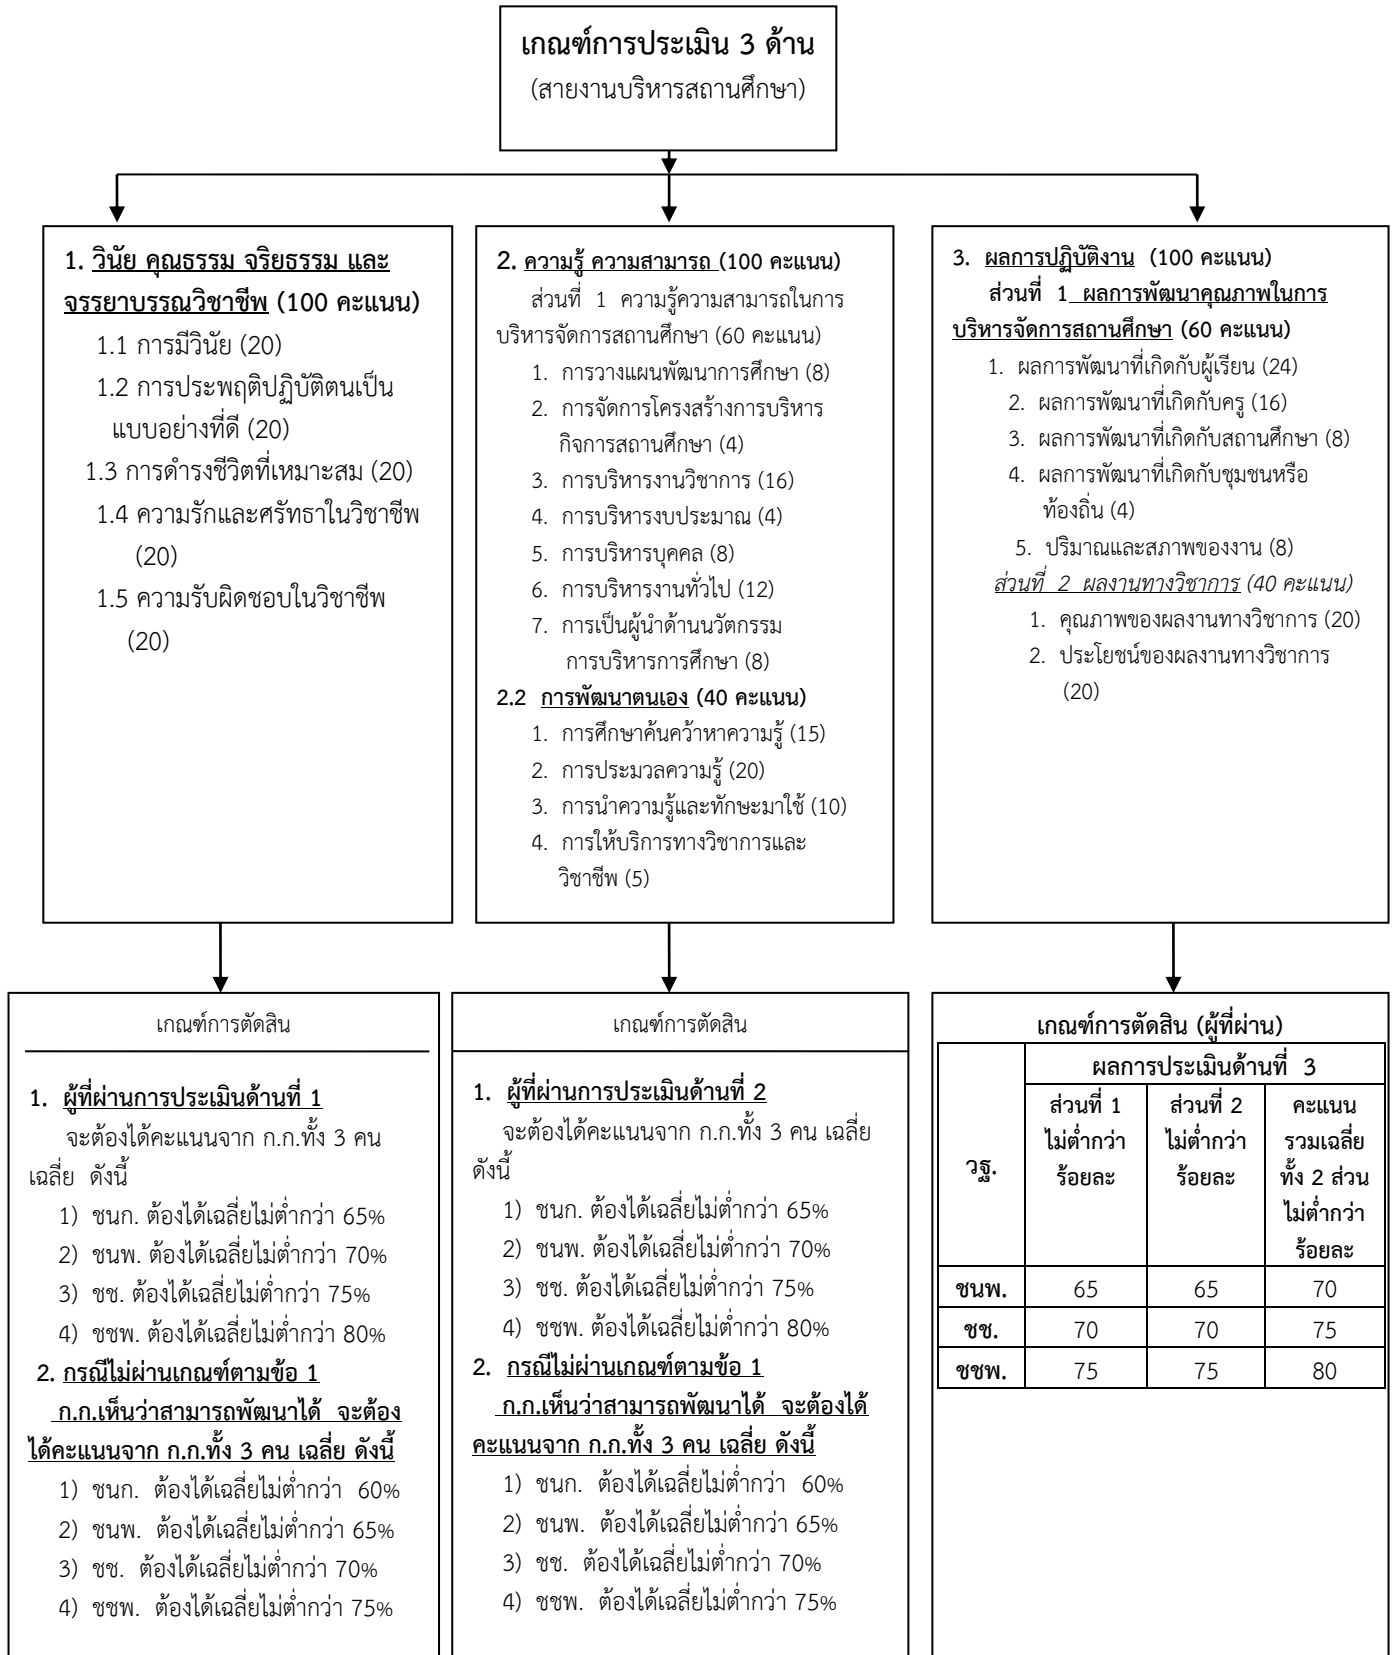 เกณฑ์การประเมิน 3 ด้าน
(สายงานบริหารสถานศึกษา)
1. วินัย คุณธรรม จริยธรรม และ
จรรยาบรรณวิชาชีพ (100 คะแนน)
1.1 การมีวินัย (20)
1.2 การประพฤติปฏิบัติตนเป็น
แบบอย่างที่ดี (20)
1.3 การดำรงชีวิตที่เหมาะสม (20)
1.4 ความรักและศรัทธาในวิชาชีพ
(20)
1.5 ความรับผิดชอบในวิชาชีพ
(20)
2. ความรู้ ความสามารถ (100 คะแนน)
ส่วนที่ 1 ความรู้ความสามารถในการ
บริหารจัดการสถานศึกษา (60 คะแนน)
1. การวางแผนพัฒนาการศึกษา (8)
2. การจัดการโครงสร้างการบริหาร
กิจการสถานศึกษา (4)
3. การบริหารงานวิชาการ (16)
4. การบริหารงบประมาณ (4)
5. การบริหารบุคคล (8)
6. การบริหารงานทั่วไป (12)
7. การเป็นผู้นำด้านนวัตกรรม
การบริหารการศึกษา (8)
2.2 การพัฒนาตนเอง (40 คะแนน)
1. การศึกษาค้นคว้าหาความรู้ (15)
2. การประมวลความรู้ (20)
3. การนำความรู้และทักษะมาใช้ (10)
4. การให้บริการทางวิชาการและ
วิชาชีพ (5)
3. ผลการปฏิบัติงาน (100 คะแนน)
ส่วนที่ 1 ผลการพัฒนาคุณภาพในการ
บริหารจัดการสถานศึกษา (60 คะแนน)
1. ผลการพัฒนาที่เกิดกับผู้เรียน (24)
2. ผลการพัฒนาที่เกิดกับครู (16)
3. ผลการพัฒนาที่เกิดกับสถานศึกษา (8)
4. ผลการพัฒนาที่เกิดกับชุมชนหรือ
ท้องถิ่น (4)
5. ปริมาณและสภาพของงาน (8)
ส่วนที่ 2 ผลงานทางวิชาการ (40 คะแนน)
1. คุณภาพของผลงานทางวิชาการ (20)
2. ประโยชน์ของผลงานทางวิชาการ
(20)
เกณฑ์การตัดสิน
1. ผู้ที่ผ่านการประเมินด้านที่ 1
จะต้องได้คะแนนจาก ก.ก.ทั้ง 3 คน
เฉลี่ย ดังนี้
1) ชนก. ต้องได้เฉลี่ยไม่ต่ำกว่า 65%
2) ชนพ. ต้องได้เฉลี่ยไม่ต่ำกว่า 70%
3) ชช. ต้องได้เฉลี่ยไม่ต่ำกว่า 75%
4) ชชพ. ต้องได้เฉลี่ยไม่ต่ำกว่า 80%
2. กรณีไม่ผ่านเกณฑ์ตามข้อ 1
ก.ก.เห็นว่าสามารถพัฒนาได้ จะต้อง
ได้คะแนนจาก ก.ก.ทั้ง 3 คน เฉลี่ย ดังนี้
1) ชนก. ต้องได้เฉลี่ยไม่ต่ำกว่า 60%
2) ชนพ. ต้องได้เฉลี่ยไม่ต่ำกว่า 65%
3) ชช. ต้องได้เฉลี่ยไม่ต่ำกว่า 70%
4) ชชพ. ต้องได้เฉลี่ยไม่ต่ำกว่า 75%
เกณฑ์การตัดสิน
1. ผู้ที่ผ่านการประเมินด้านที่ 2
จะต้องได้คะแนนจาก ก.ก.ทั้ง 3 คน เฉลี่ย
ดังนี้
1) ชนก. ต้องได้เฉลี่ยไม่ต่ำกว่า 65%
2) ชนพ. ต้องได้เฉลี่ยไม่ต่ำกว่า 70%
3) ชช. ต้องได้เฉลี่ยไม่ต่ำกว่า 75%
4) ชชพ. ต้องได้เฉลี่ยไม่ต่ำกว่า 80%
2. กรณีไม่ผ่านเกณฑ์ตามข้อ 1
ก.ก.เห็นว่าสามารถพัฒนาได้ จะต้องได้
คะแนนจาก ก.ก.ทั้ง 3 คน เฉลี่ย ดังนี้
1) ชนก. ต้องได้เฉลี่ยไม่ต่ำกว่า 60%
2) ชนพ. ต้องได้เฉลี่ยไม่ต่ำกว่า 65%
3) ชช. ต้องได้เฉลี่ยไม่ต่ำกว่า 70%
4) ชชพ. ต้องได้เฉลี่ยไม่ต่ำกว่า 75%
เกณฑ์การตัดสิน (ผู้ที่ผ่าน)
ผลการประเมินด้านที่ 3
วฐ.
ส่วนที่ 1
ไม่ต่ำกว่า
ร้อยละ
ส่วนที่ 2
ไม่ต่ำกว่า
ร้อยละ
คะแนน
รวมเฉลี่ย
ทั้ง 2 ส่วน
ไม่ต่ำกว่า
ร้อยละ
ชนพ. 65 65 70
ชช. 70 70 75
ชชพ. 75 75 80